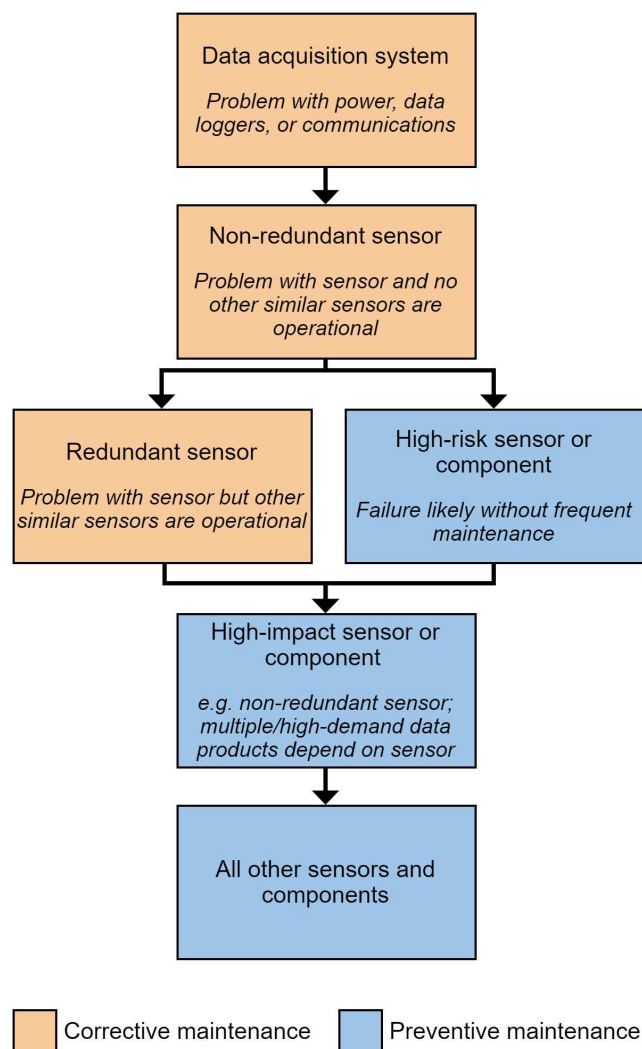 Data acquisition system
Problem with power, data
loggers, or communications
Non-redundant sensor
Problem with sensor and no
other similar sensors are
operational
Redundant sensor
Problem with sensor but other
similar sensors are operational
High-risk sensor or
component
Failure likely without frequent
maintenance
High-impact sensor or
component
e.g. non-redundant sensor;
multiple/high-demand data
products depend on sensor
All other sensors and
components
Corrective maintenance
Preventive maintenance